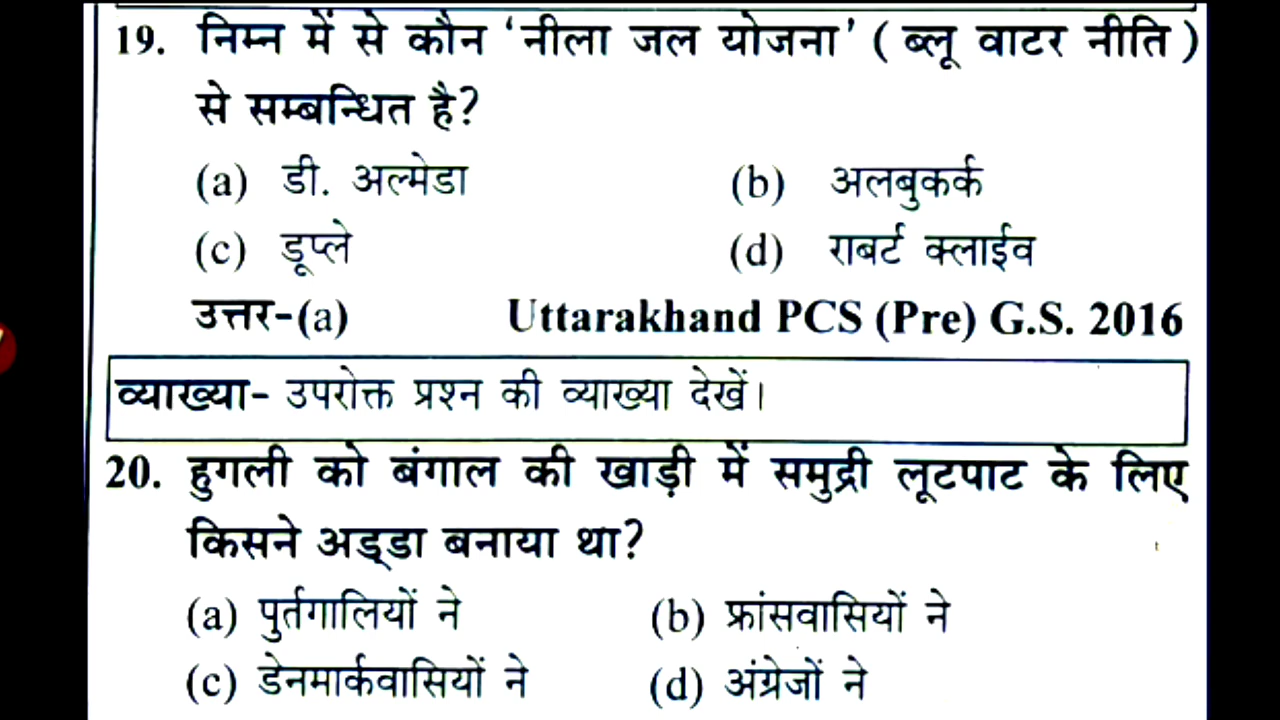 19. निम्न में से कौन 'नीला जल योजना' ( ब्लू वाटर नीति )
से सम्बन्धित है?
(a) डी. अल्मेडा (b) अलबुकर्क
(c) डूप्ले (d) राबर्ट क्लाईव
उत्तर-(a) Uttarakhand PCS (Pre) G.S. 2016
व्याख्या- उपरोक्त प्रश्न की व्याख्या देखें।
20. हुगली को बंगाल की खाड़ी में समुद्री लूटपाट के लिए
किसने अड्डा बनाया था?
(a) पुर्तगालियों ने (b) फ्रांसवासियों ने
(c) डेनमार्कवासियों ने (d) अंग्रेजों ने